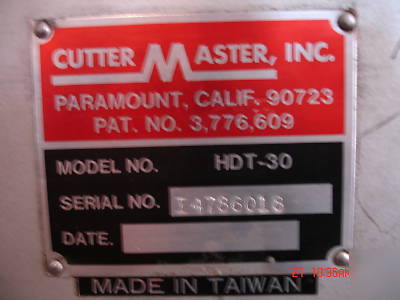 CUTTER MASTER, INC.
PARAMOUNT, CALIF. 90723
PAT. NO. 3,776,609
MODEL NO. HDT-30
SERIAL NO. I4786018
DATE.
MADE IN TAIWAN